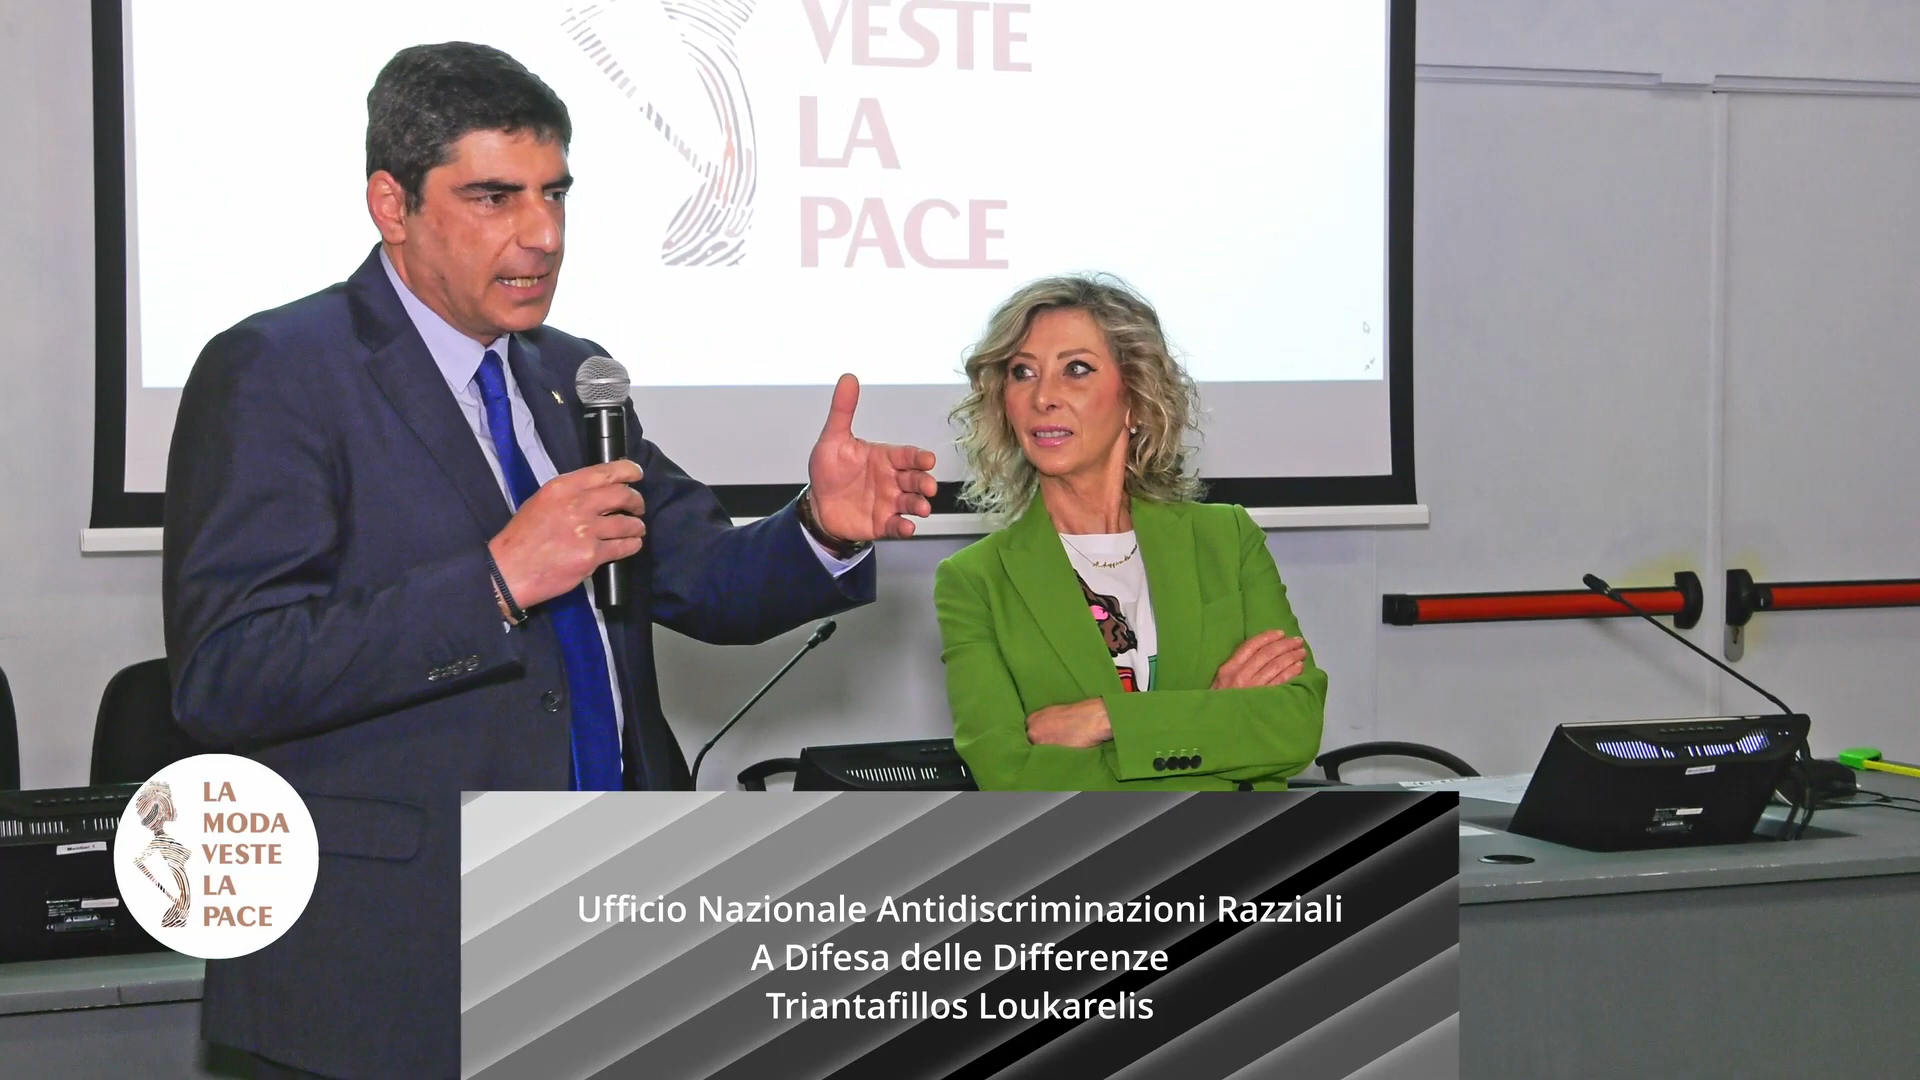 VESTE
LA
PACE
LA
MODA
VESTE
LA
PACE
Ufficio Nazionale Antidiscriminazioni Razziali
A Difesa delle Differenze
Triantafillos Loukarelis